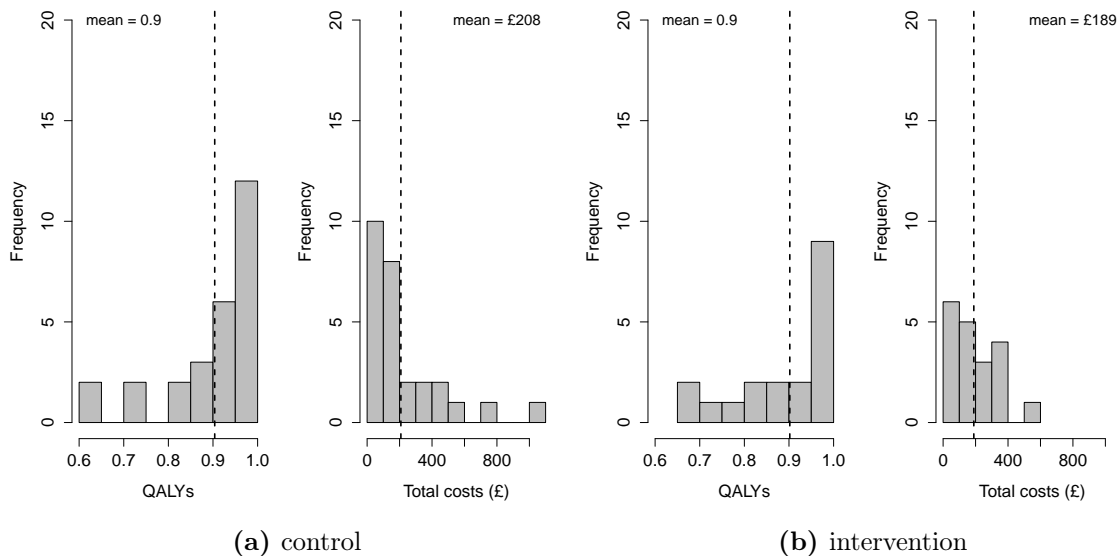 mean = 0.9
20
15
10
5
0
Frequency
0.6 0.7 0.8 0.9 1.0
QALYs
mean = £208
20
15
10
5
0
Frequency
0 400 800
Total costs (£)
(a) control
mean = 0.9
20
15
10
5
0
Frequency
0.6 0.7 0.8 0.9 1.0
QALYs
mean = £189
20
15
10
5
0
Frequency
0 400 800
Total costs (£)
(b) intervention